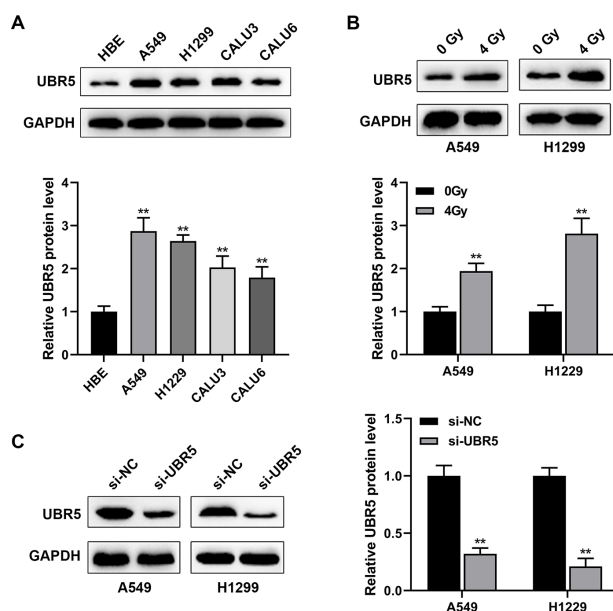 A
HBE A549 H1299 CALU3 CALU6
UBR5
GAPDH
Relative UBR5 protein level
4
3
2
1
0
** ** ** **
HBE A549 H1229 CALU3 CALU6
B
0 Gy 4 Gy 0 Gy 4 Gy
UBR5
GAPDH
A549 H1299
Relative UBR5 protein level
4
3
2
1
0
0Gy
4Gy
** **
A549 H1229
C
si-NC si-UBR5 si-NC si-UBR5
UBR5
GAPDH
A549 H1299
Relative UBR5 protein level
1.5
1.0
0.5
0.0
si-NC
si-UBR5
** **
A549 H1229